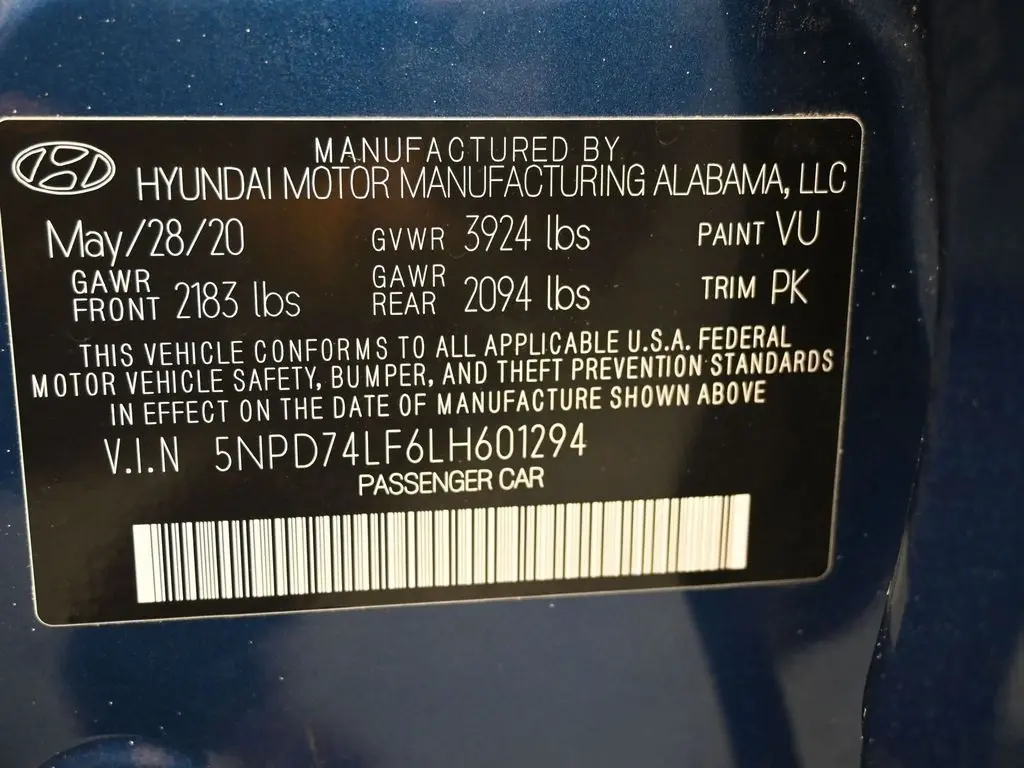 MANUFACTURED BY
HYUNDAI MOTOR MANUFACTURING ALABAMA, LLC
May/28/20 GVWR 3924 lbs PAINT VU
GAWR FRONT 2183 lbs GAWR REAR 2094 lbs TRIM PK
THIS VEHICLE CONFORMS TO ALL APPLICABLE U.S.A. FEDERAL
MOTOR VEHICLE SAFETY, BUMPER, AND THEFT PREVENTION STANDARDS
IN EFFECT ON THE DATE OF MANUFACTURE SHOWN ABOVE
V.I.N 5NPD74LF6LH601294
PASSENGER CAR